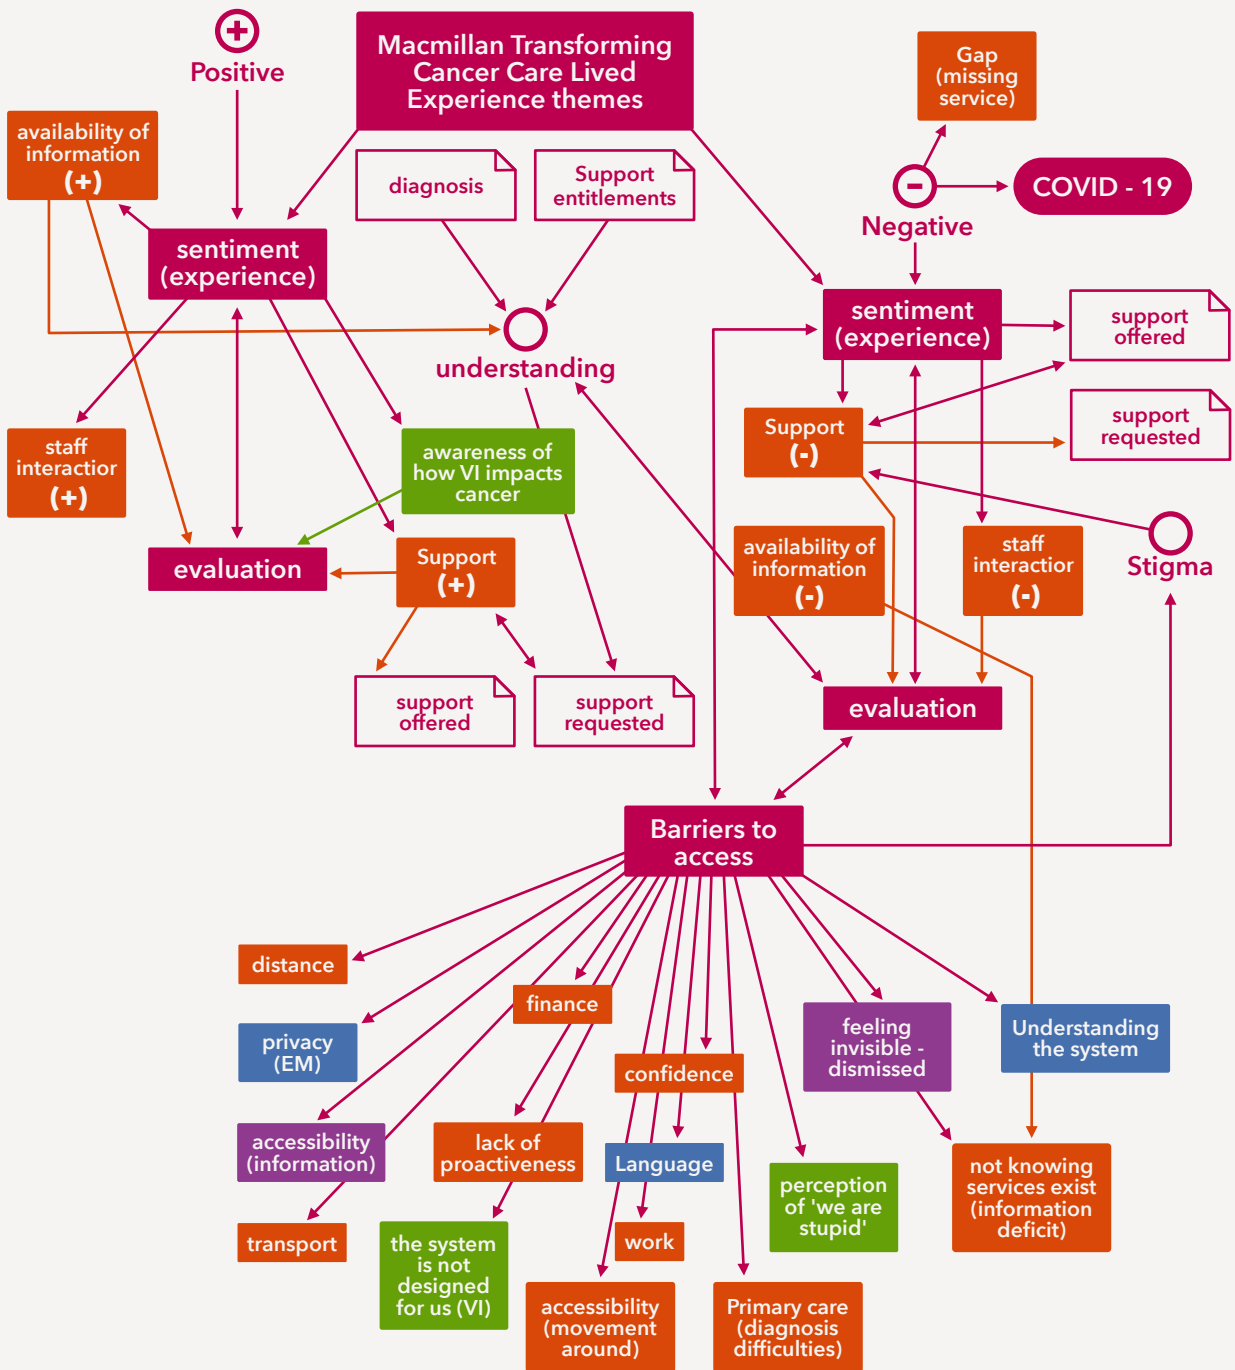 Positive
Macmillan Transforming
Cancer Care Lived
Experience themes
Gap
(missing
service)
availability of
information
(+)
diagnosis
Support
entitlements
-
COVID - 19
Negative
sentiment
(experience)
sentiment
(experience)
support
offered
understanding
support
requested
staff
interactior
(+)
awareness of
how VI impacts
cancer
Support
(-)
evaluation
Support
(+)
availability of
information
(-)
staff
interactior
(-)
Stigma
support
offered
support
requested
evaluation
Barriers to
access
distance
finance
privacy
(EM)
confidence
feeling
invisible -
dismissed
Understanding
the system
accessibility
(information)
lack of
proactiveness
Language
perception
of 'we are
stupid'
not knowing
services exist
(information
deficit)
transport
the system
is not
designed
for us (VI)
work
accessibility
(movement
around)
Primary care
(diagnosis
difficulties)